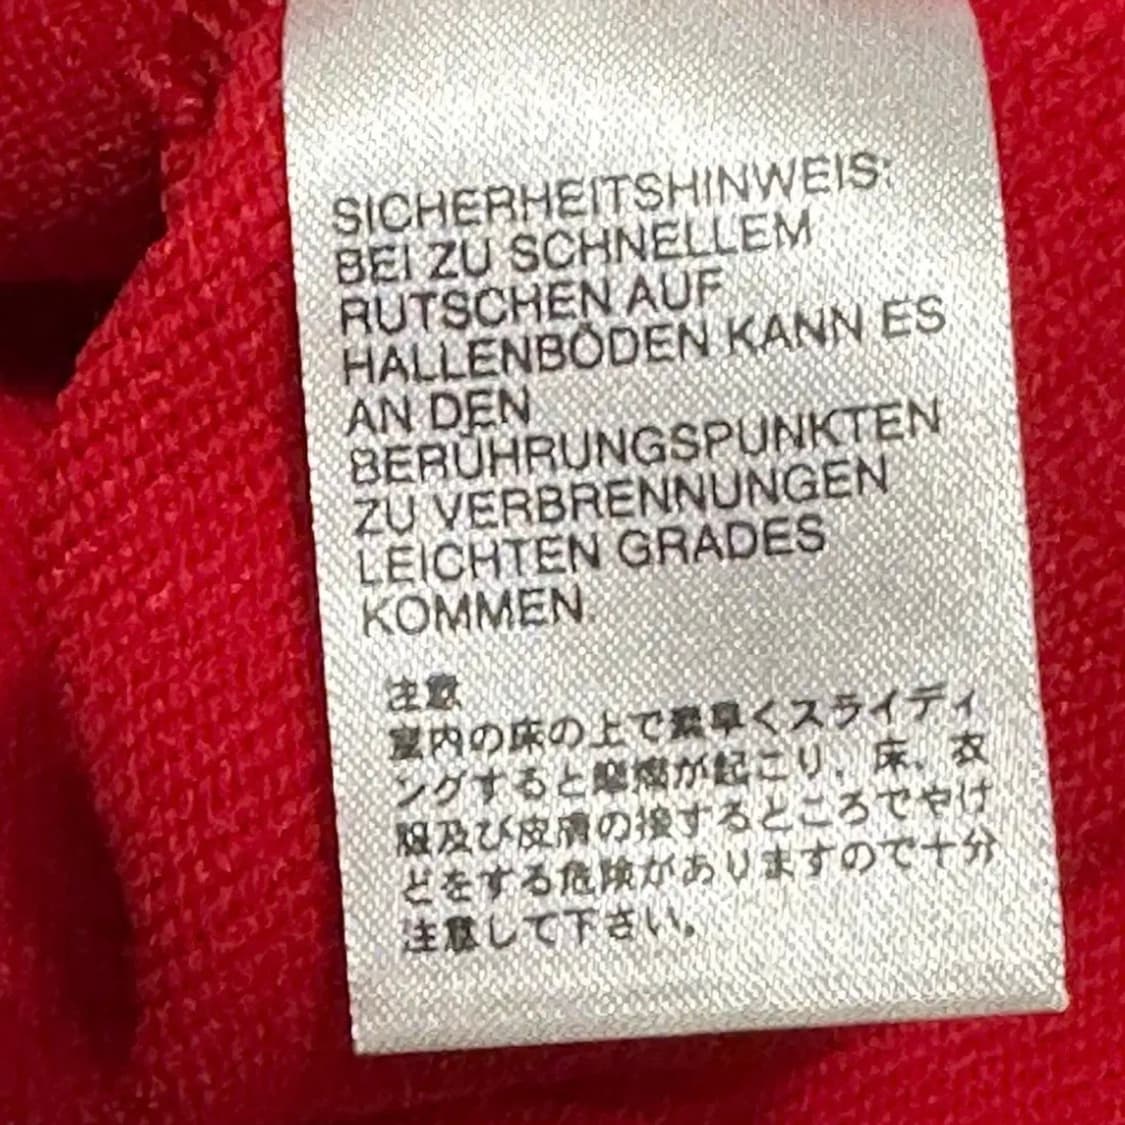 SICHERHEITSHINWEIS:
BEI ZU SCHNELLEM
RUTSCHEN AUF
HALLENBÖDEN KANN ES
AN DEN
BERÜHRUNGSPUNKTEN
ZU VERBRENNUNGEN
LEICHTEN GRADES
KOMMEN.
注意
室内の床の上で素早くスライディ
ングすると摩擦が起こり、床、衣
服及び皮膚の接するところでやけ
どをする危険がありますので十分
注意して下さい。